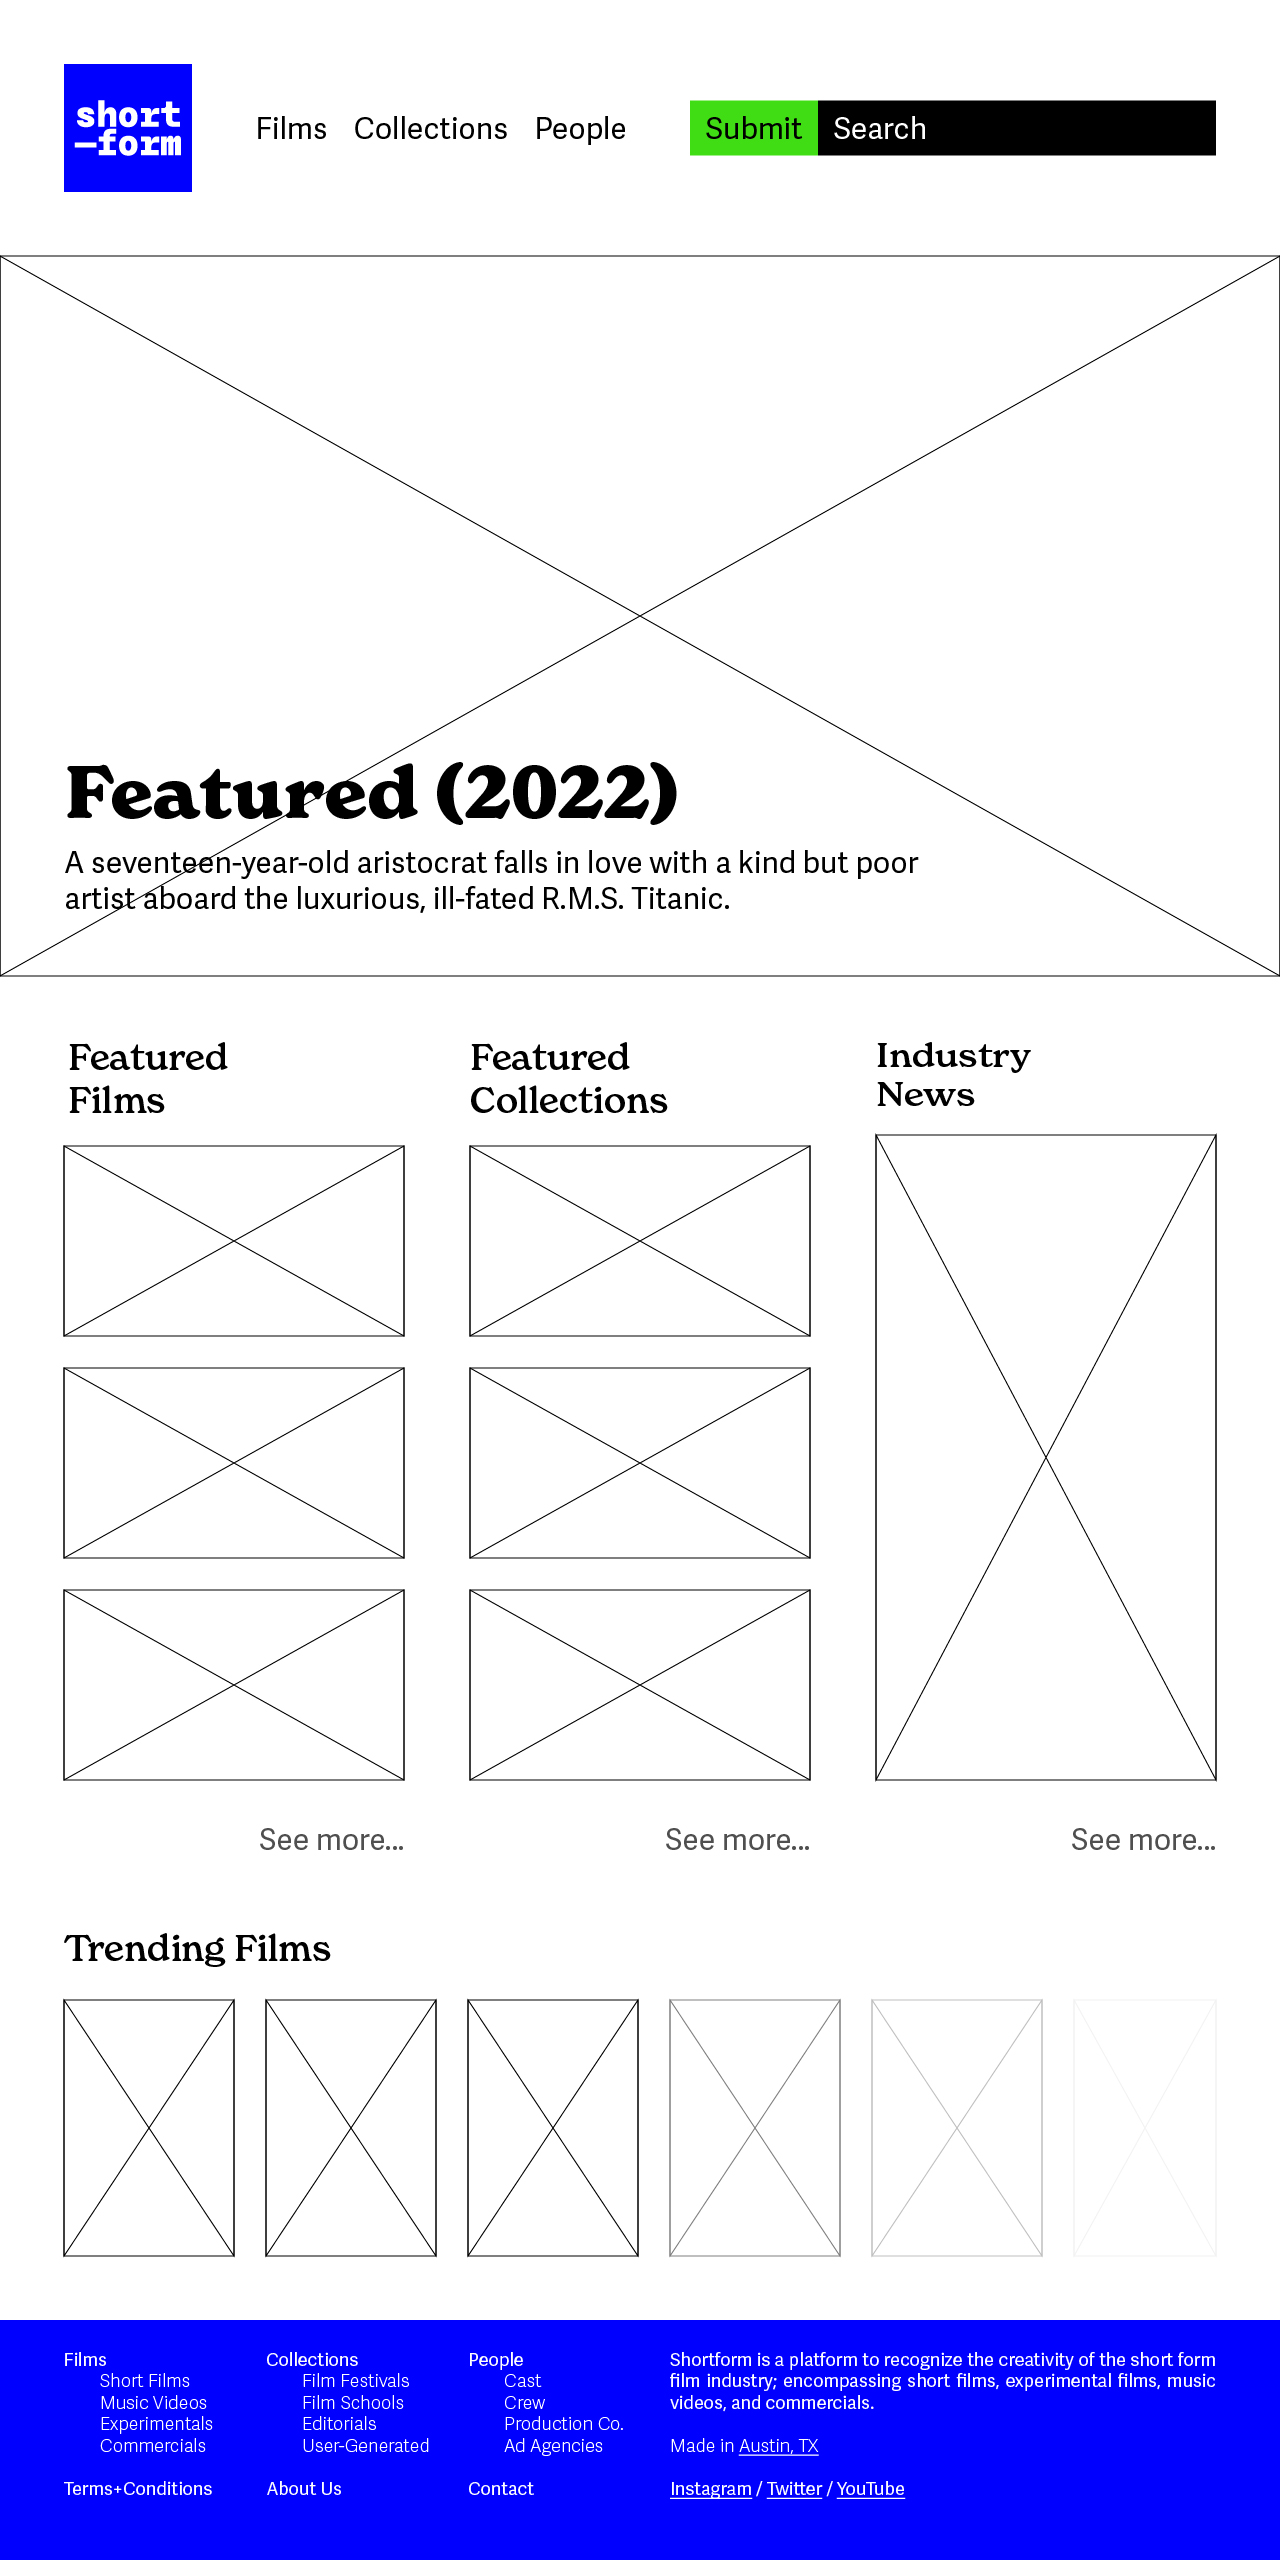 short
-form
Films Collections People Submit Search
Featured (2022)
A seventeen-year-old aristocrat falls in love with a kind but poor
artist aboard the luxurious, ill-fated R.M.S. Titanic.
Featured
Films
Featured
Collections
Industry
News
See more...
See more...
See more...
Trending Films
Films
Short Films
Music Videos
Experimentals
Commercials
Terms+Conditions
Collections
Film Festivals
Film Schools
Editorials
User-Generated
About Us
People
Cast
Crew
Production Co.
Ad Agencies
Contact
Shortform is a platform to recognize the creativity of the short form
film industry; encompassing short films, experimental films, music
videos, and commercials.
Made in Austin, TX
Instagram / Twitter / YouTube